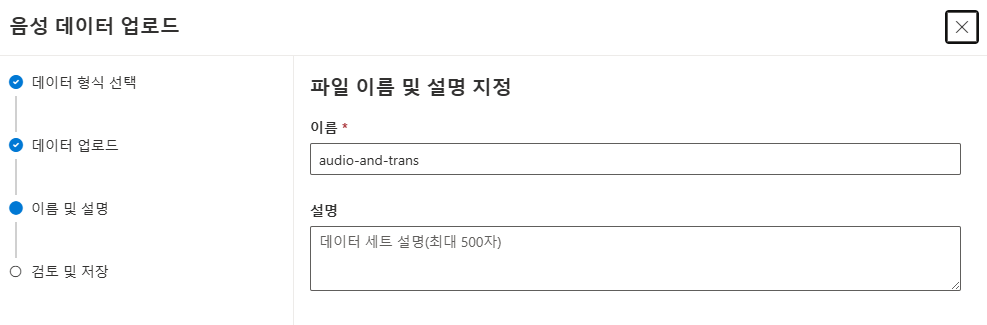 음성 데이터 업로드
데이터 형식 선택
데이터 업로드
이름 및 설명
검토 및 저장
파일 이름 및 설명 지정
이름 *
audio-and-trans
설명
데이터 세트 설명(최대 500자)